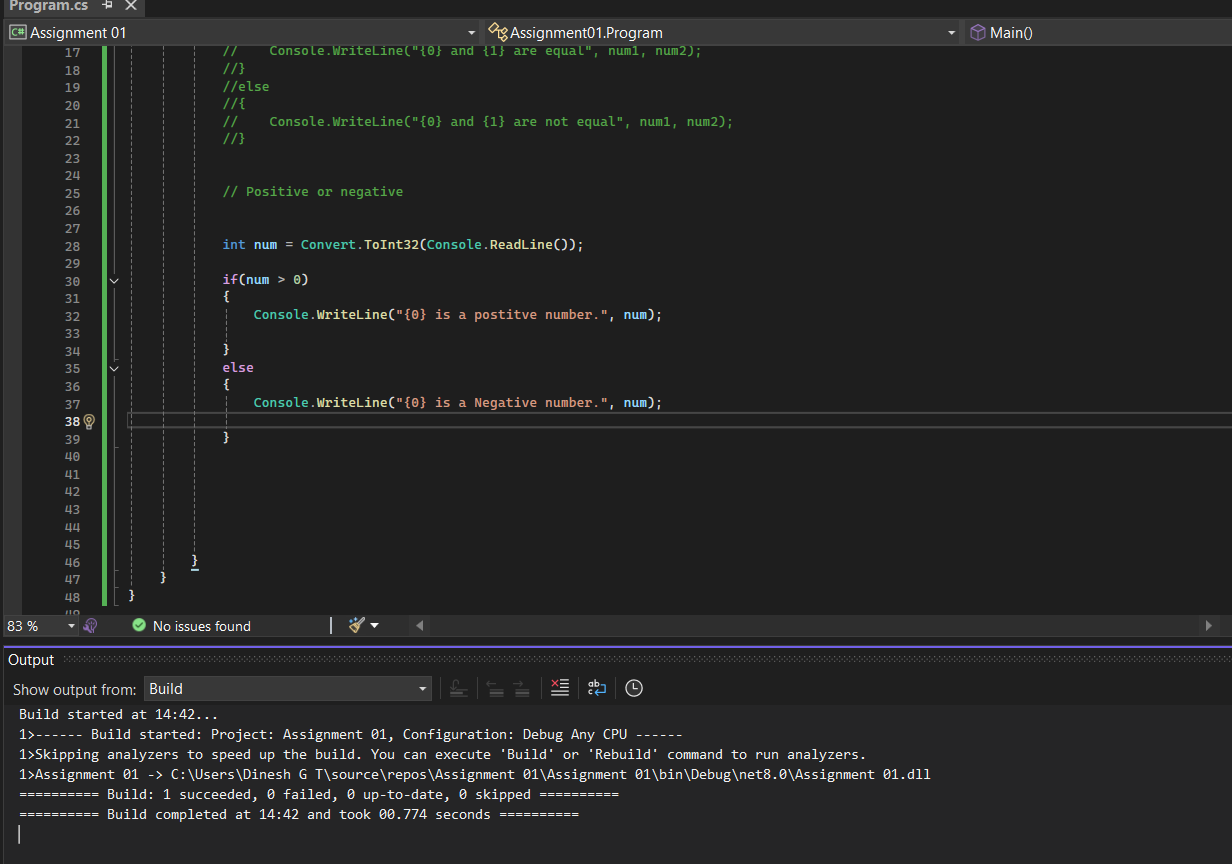 Program.cs
C# Assignment 01 Assignment01.Program Main()
17 // Console.WriteLine("{0} and {1} are equal", num1, num2);
18 //}
19 //else
20 //{
21 // Console.WriteLine("{0} and {1} are not equal", num1, num2);
22 //}
23
24
25 // Positive or negative
26
27
28 int num = Convert.ToInt32(Console.ReadLine());
29
30 if(num > 0)
31 {
32 Console.WriteLine("{0} is a postitve number.", num);
33
34 }
35 else
36 {
37 Console.WriteLine("{0} is a Negative number.", num);
38
39 }
40
41
42
43
44
45
46 }
47 }
48 }
49
83 % No issues found
Output
Show output from: Build
Build started at 14:42...
1>------ Build started: Project: Assignment 01, Configuration: Debug Any CPU ------
1>Skipping analyzers to speed up the build. You can execute 'Build' or 'Rebuild' command to run analyzers.
1>Assignment 01 -> C:\Users\Dinesh G T\source\repos\Assignment 01\Assignment 01\bin\Debug\net8.0\Assignment 01.dll
========== Build: 1 succeeded, 0 failed, 0 up-to-date, 0 skipped ==========
========== Build completed at 14:42 and took 00.774 seconds ==========